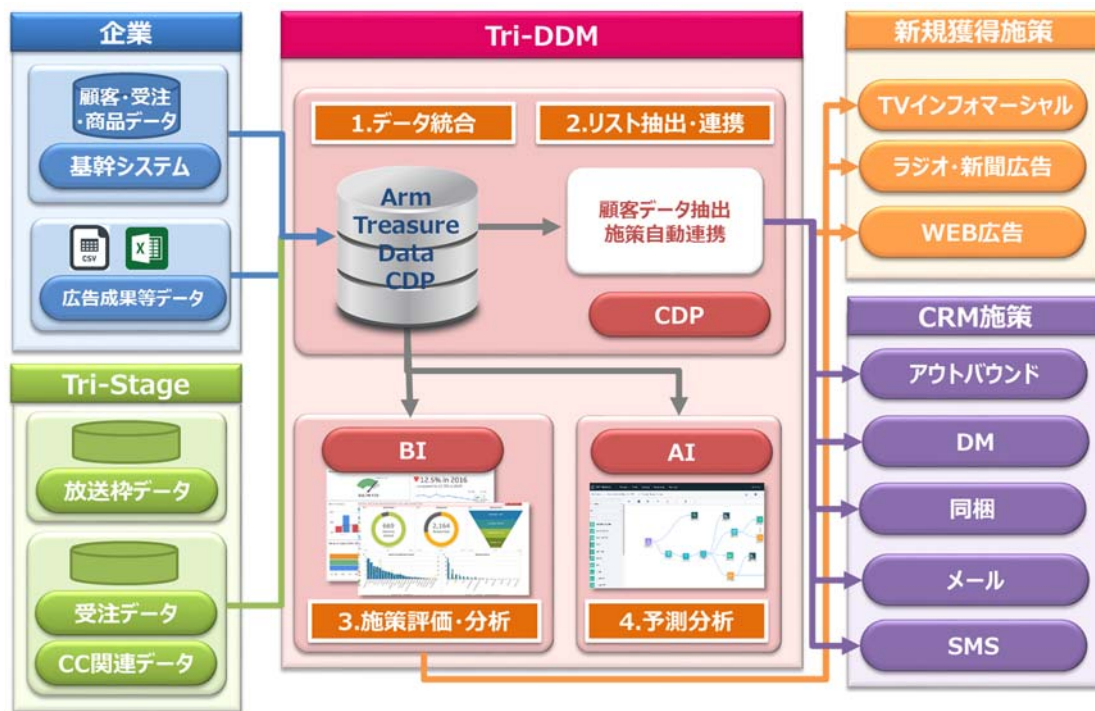 企業
顧客・受注
・商品データ
基幹システム
CSV
X
広告成果等データ
Tri-Stage
放送枠データ
受注データ
CC関連データ
Tri-DDM
1.データ統合
2.リスト抽出・連携
Arm
Treasure
Data
CDP
顧客データ抽出
施策自動連携
CDP
BI
12.5% in 2016
669
2,164
3.施策評価・分析
AI
4.予測分析
新規獲得施策
TVインフォマーシャル
ラジオ・新聞広告
WEB広告
CRM施策
アウトバウンド
DM
同梱
メール
SMS